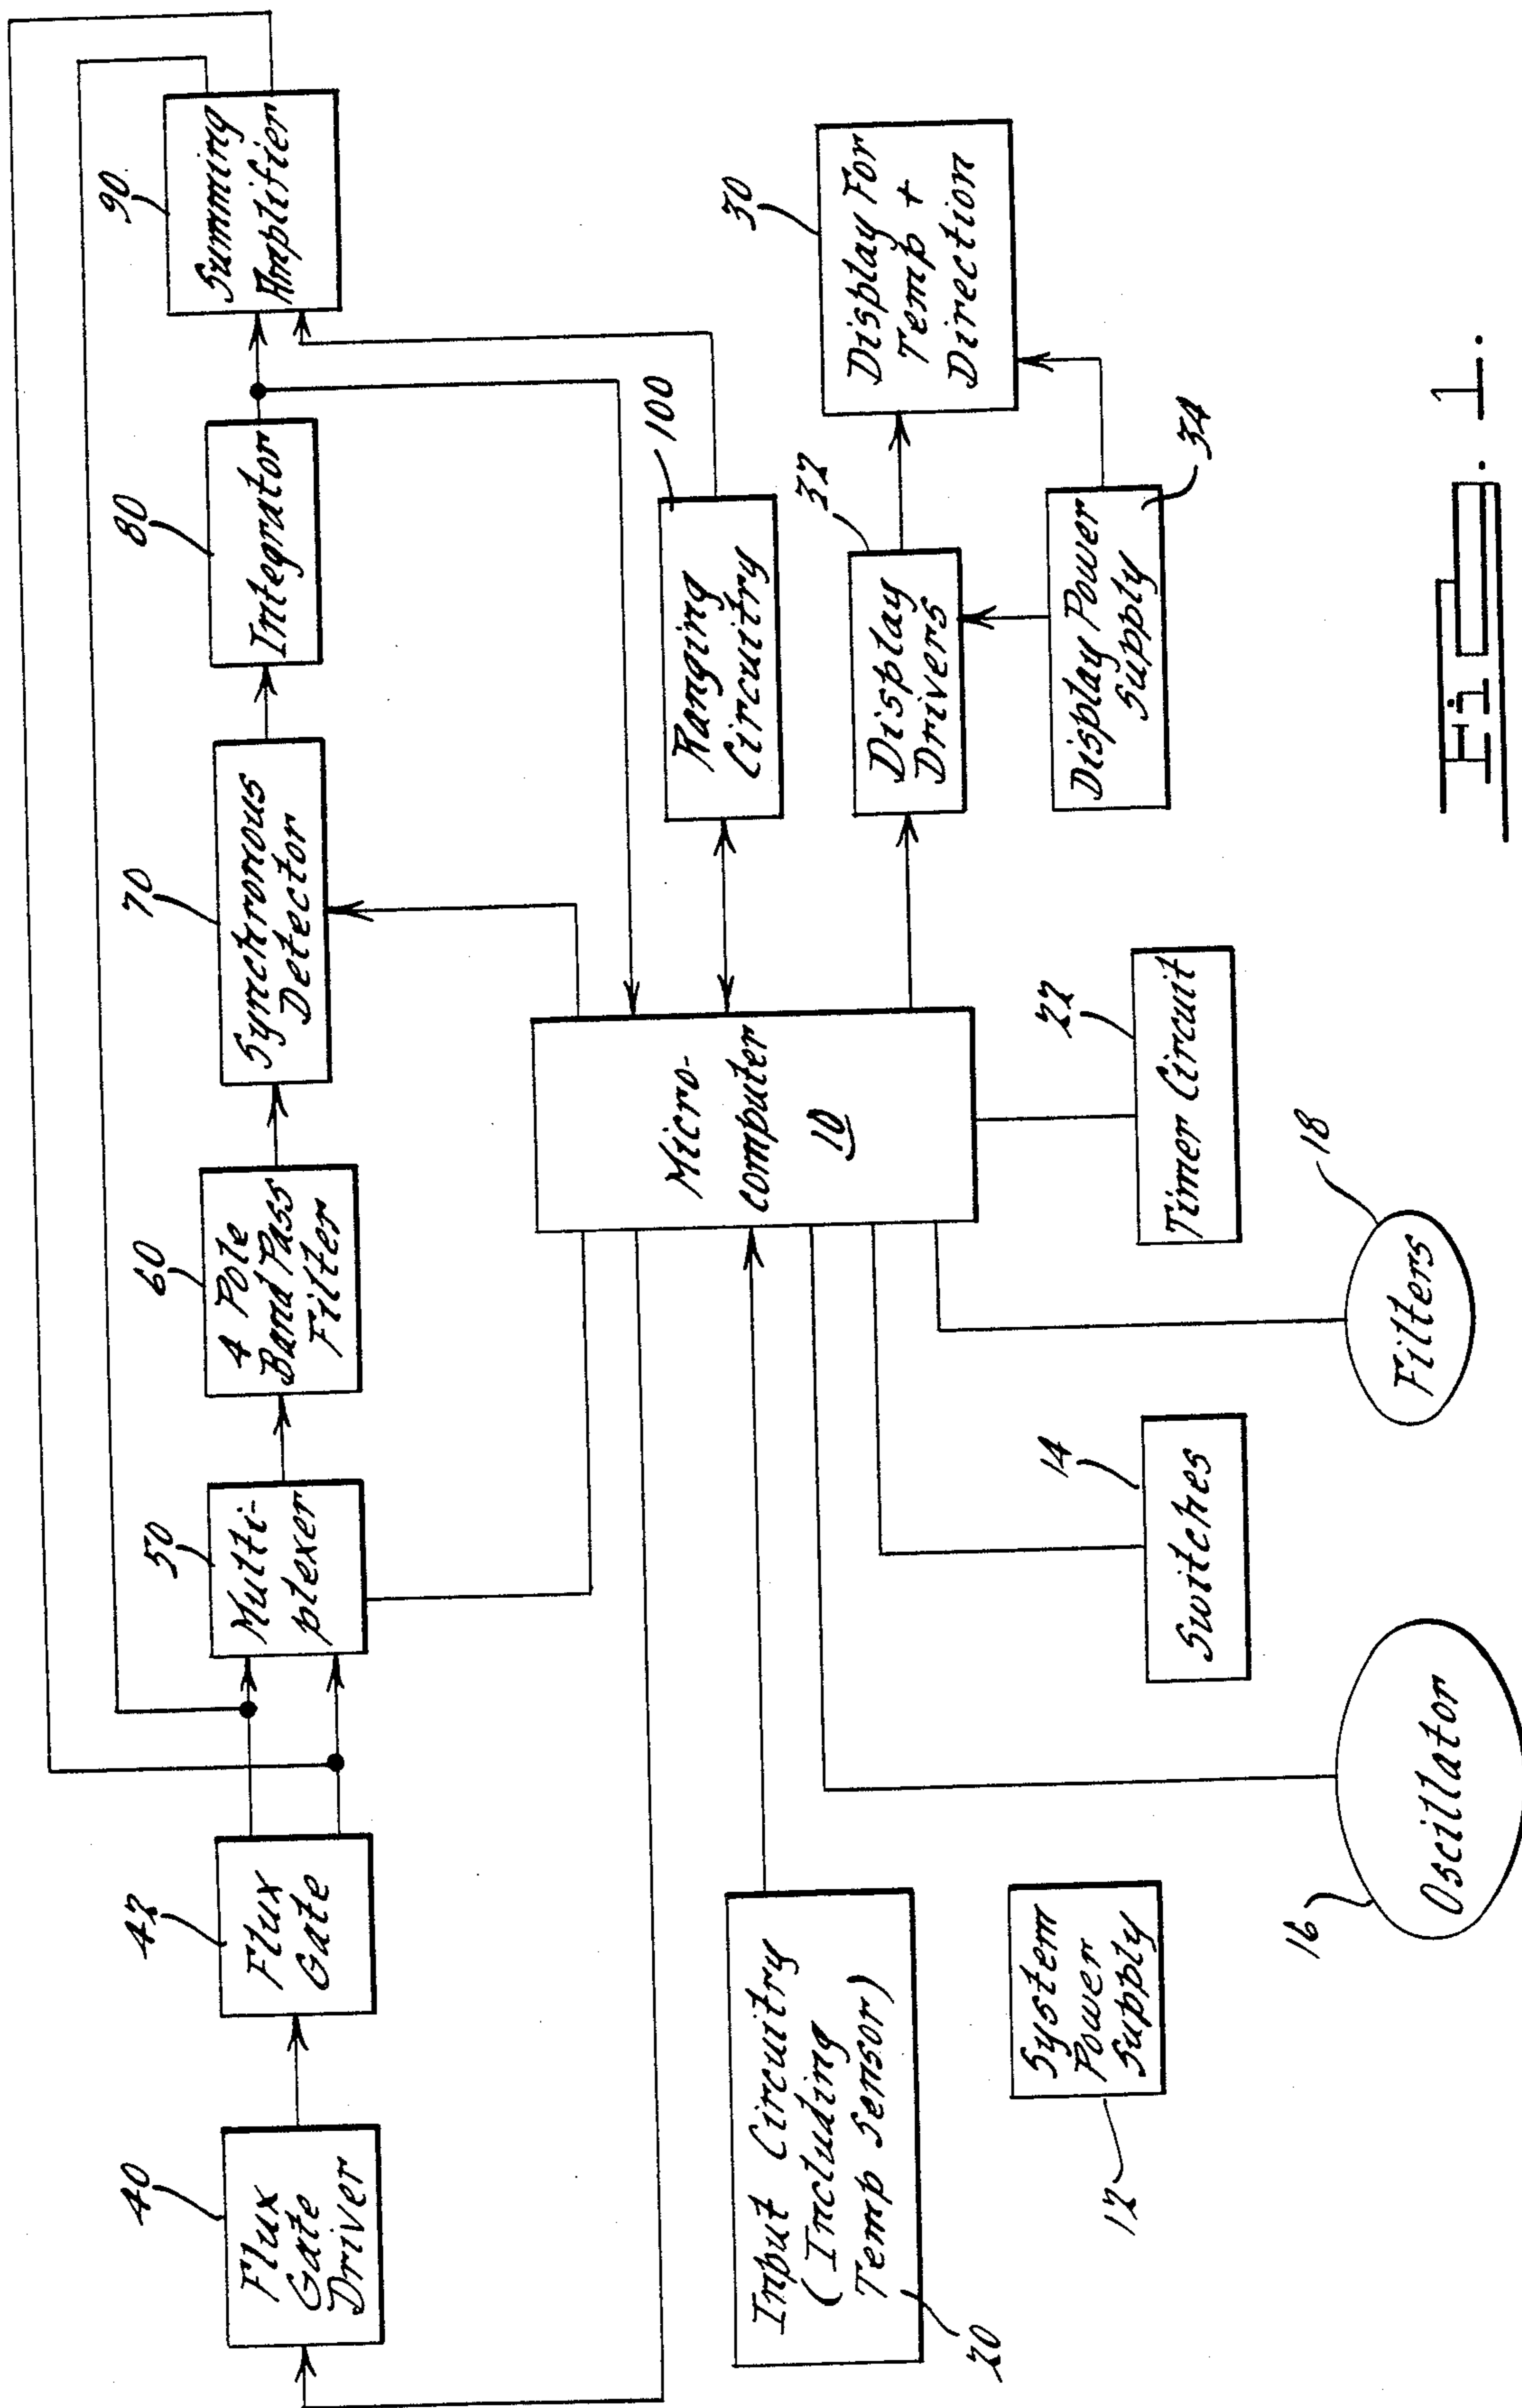 40
Flux
Gate
Driver
42
Flux
Gate
50
Multi-
plexer
60
4 Pole
Band Pass
Filter
70
Synchronous
Detector
80
Integrator
90
Summing
Amplifier
Input Circuitry
(Including
Temp Sensor)
20
Micro-
computer
10
Ranging
Circuitry
100
Display For
Temp +
Direction
30
Display
Drivers
32
Display Power
Supply
34
System
Power
Supply
12
Oscillator
16
Switches
14
Filters
18
Timer Circuit
22
Fig. 1.